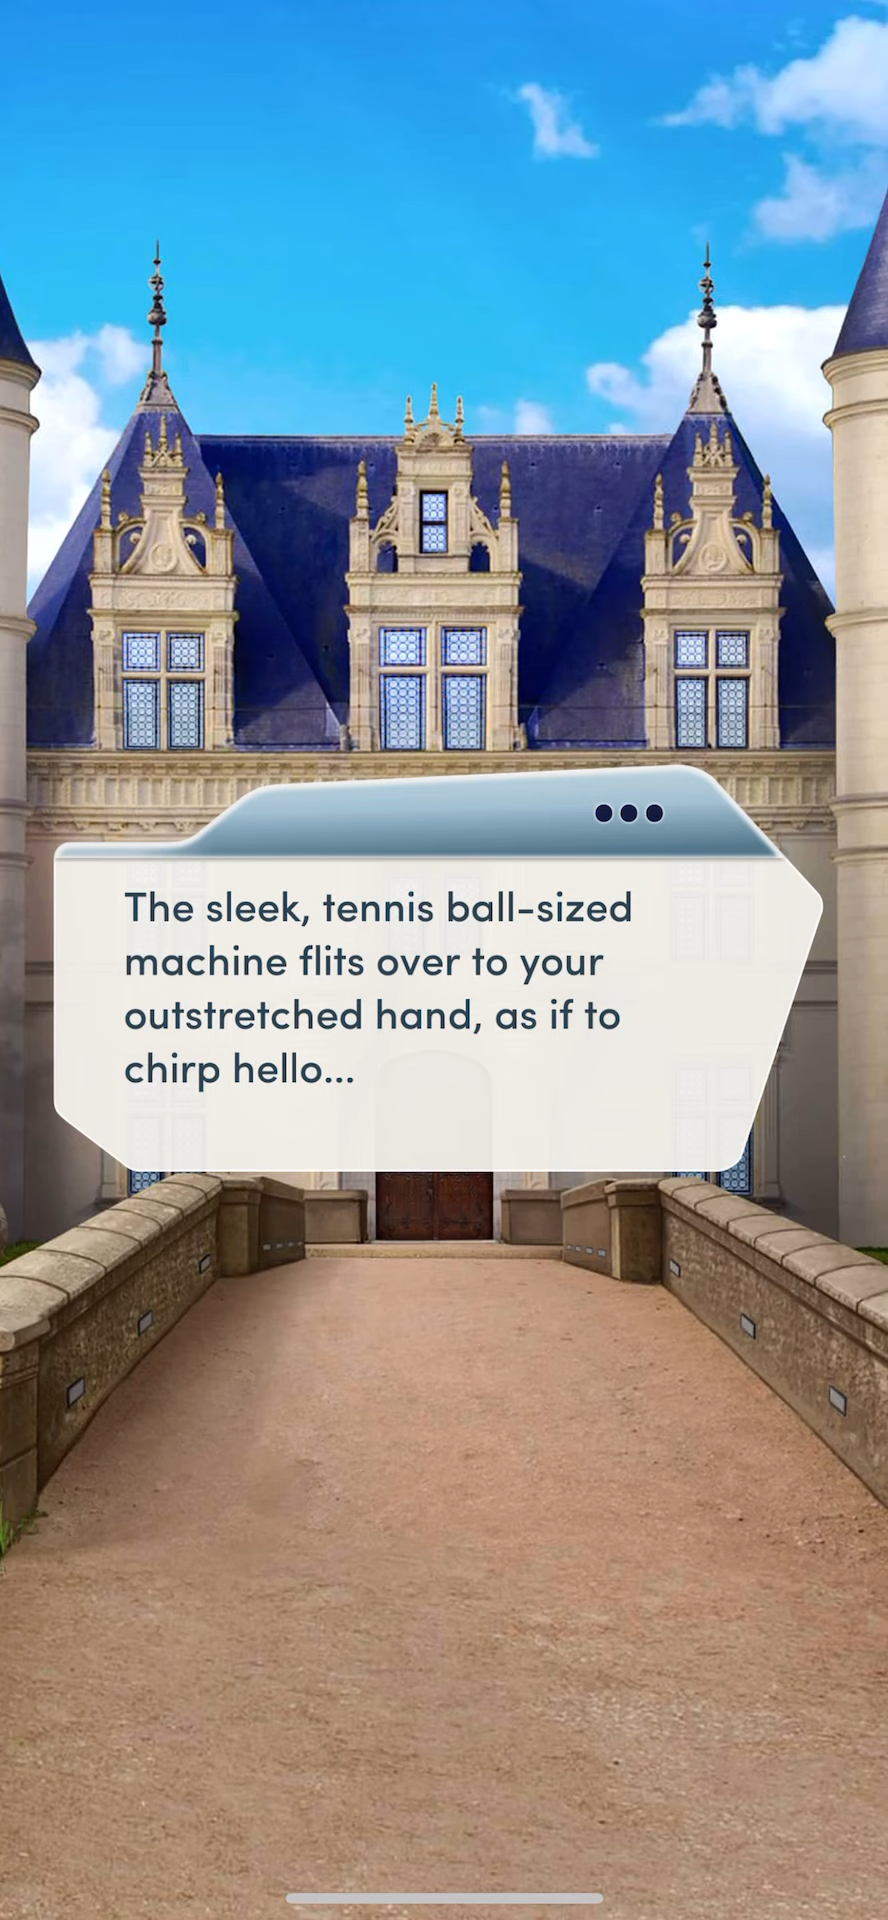 The sleek, tennis ball-sized
machine flits over to your
outstretched hand, as if to
chirp hello...